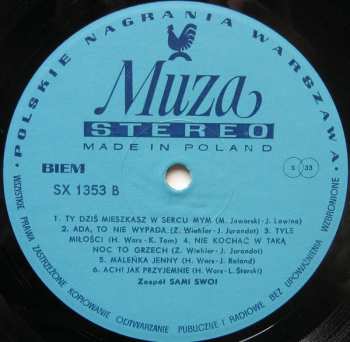 • POLSKIE NAGRANIA WARSZAWA •
Muza
STEREO
MADE IN POLAND
BIEM
S 33
SX 1353 B
1. TY DZIŚ MIESZKASZ W SERCU MYM (M. Jaworski - J. Lawina)
2. ADA, TO NIE WYPADA (Z. Wiehler - J. Jurandot) 3. TYLE
MIŁOŚCI (H. Wars - K. Tom) 4. NIE KOCHAĆ W TAKĄ
NOC TO GRZECH (Z. Wiehler - J. Jurandot)
5. MALEŃKA JENNY (H. Wars - J. Roland)
6. ACH! JAK PRZYJEMNIE (H. Wars - L. Starski)
Zespół SAMI SWOI
WSZYSTKIE PRAWA ZASTRZEŻONE KOPIOWANIE ODTWARZANIE PUBLICZNE I RADIOWE BEZ UPOWAŻNIENIA WZBRONIONE